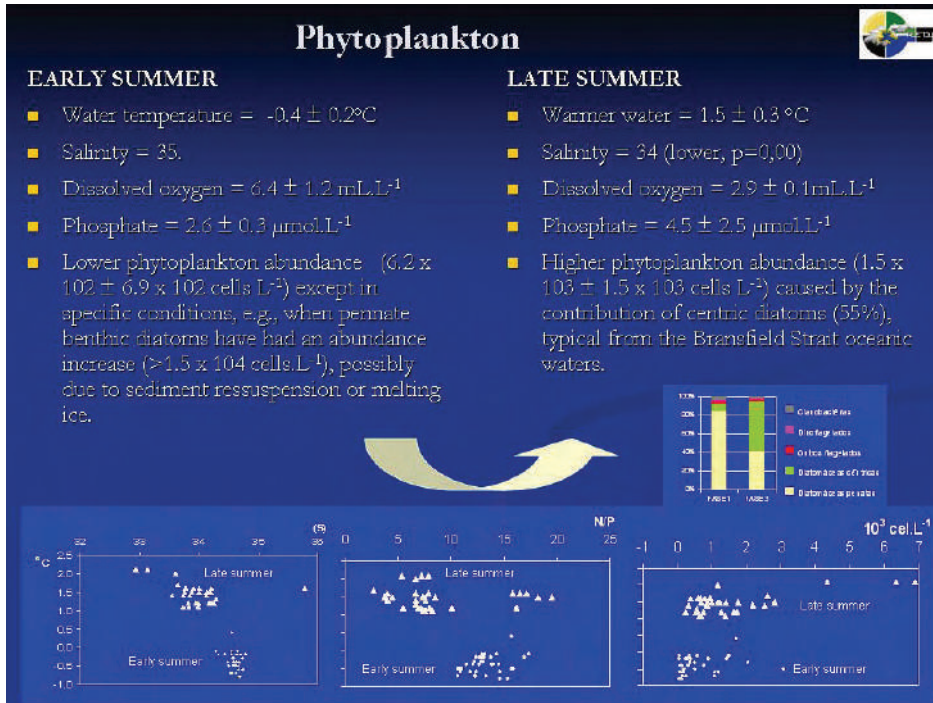 Phytoplankton
EARLY SUMMER
Water temperature = -0.4 ± 0.2°C
Salinity = 35.
Dissolved oxygen = 6.4 ± 1.2 mL.L-1
Phosphate = 2.6 ± 0.3 μmol.L-1
Lower phytoplankton abundance (6.2 x
102 ± 6.9 x 102 cells L-1) except in
specific conditions, e.g., when pennate
benthic diatoms have had an abundance
increase (>1.5 x 104 cells.L-1), possibly
due to sediment ressuspension or melting
ice.
LATE SUMMER
Warmer water = 1.5 ± 0.3 °C
Salinity = 34 (lower, p=0,00)
Dissolved oxygen = 2.9 ± 0.1mL.L-1
Phosphate = 4.5 ± 2.5 μmol.L-1
Higher phytoplankton abundance (1.5 x
103 ± 1.5 x 103 cells L-1) caused by the
contribution of centric diatoms (55%),
typical from the Bransfield Strait oceanic
waters.
100%
80%
60%
40%
20%
0%
FASE1 FASE3
(S)
32 33 34 35 36
°C
2.5
2.0
1.5
1.0
0.5
0.0
-0.5
-1.0
Late summer
Early summer
N/P
0 5 10 15 20 25
Late summer
Early summer
10³ cel.L-1
-1 0 1 2 3 4 5 6 7
Late summer
Early summer